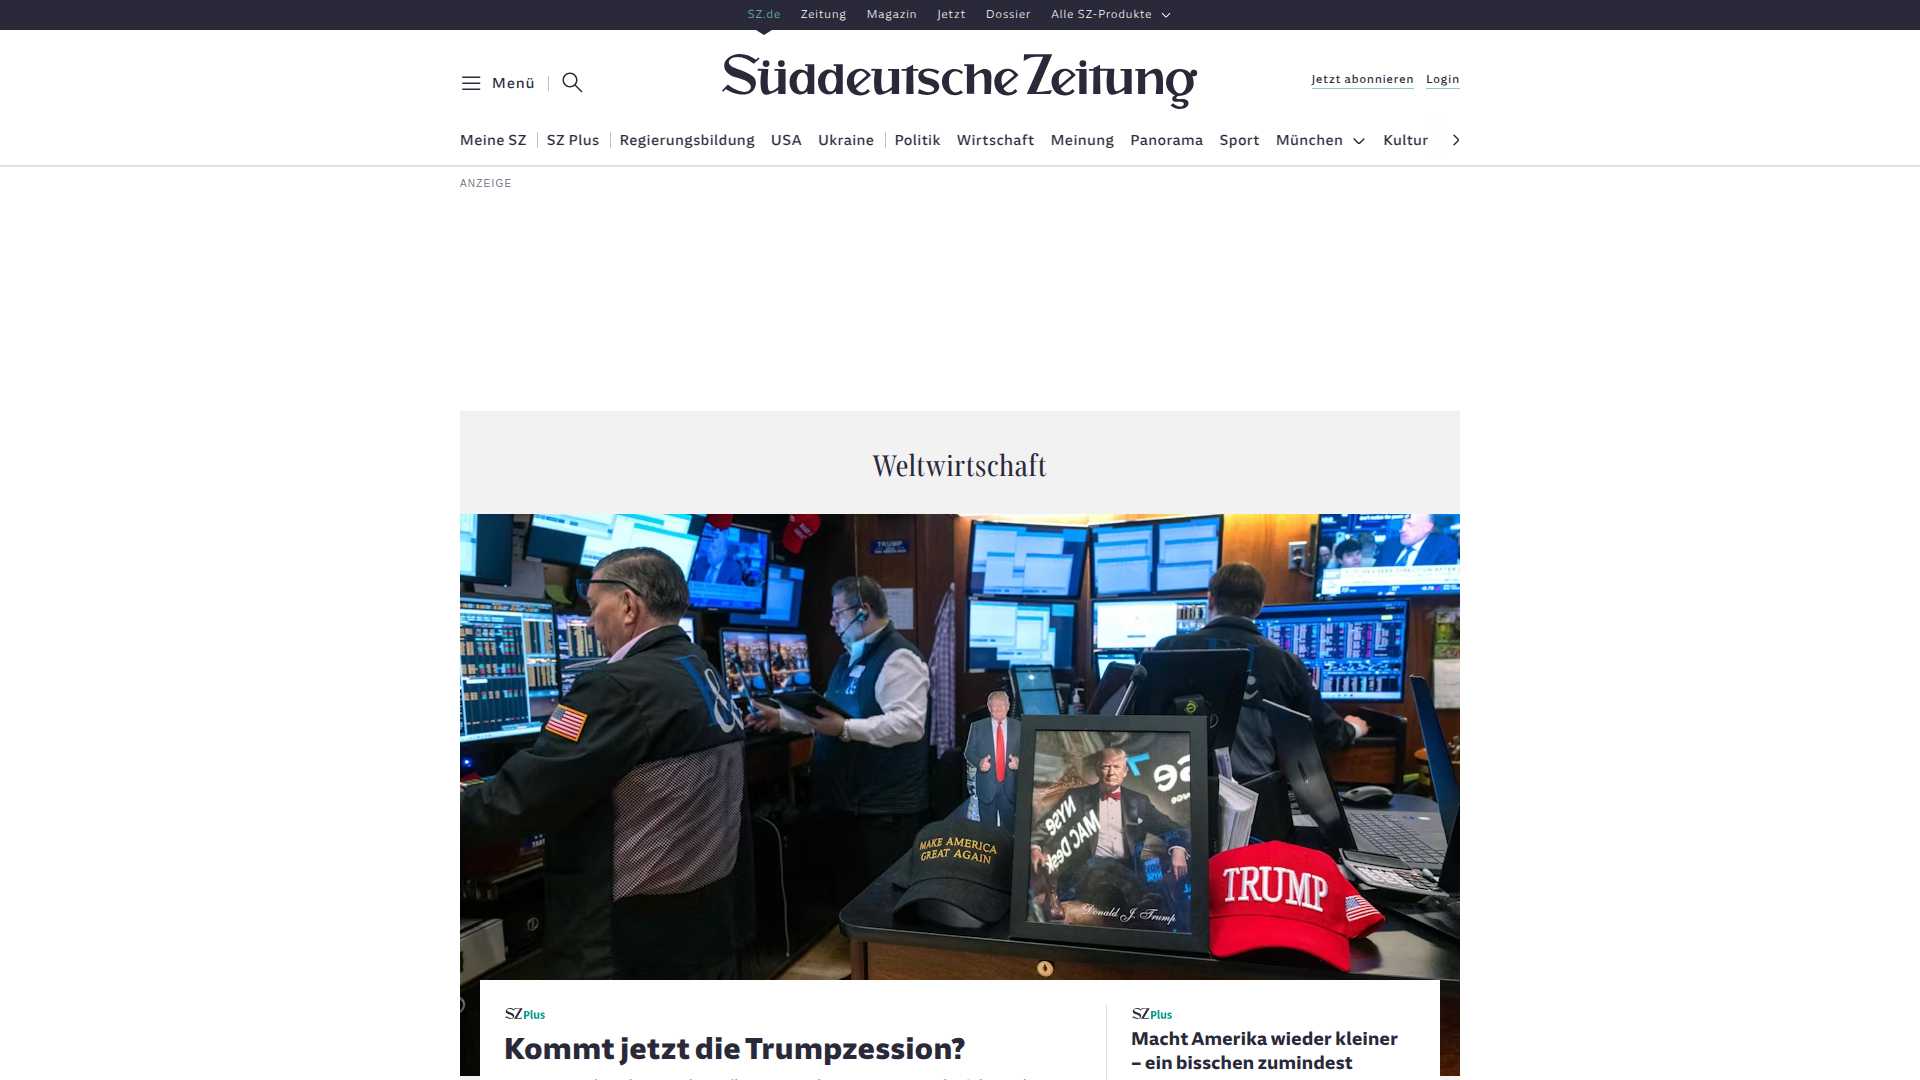 SZ.de Zeitung Magazin Jetzt Dossier Alle SZ-Produkte
Menü
Süddeutsche Zeitung
Jetzt abonnieren Login
Meine SZ SZ Plus Regierungsbildung USA Ukraine Politik Wirtschaft Meinung Panorama Sport München Kultur
ANZEIGE
Weltwirtschaft
TRUMP
MAKE AMERICA
GREAT AGAIN
NYSE
MAC Desk
Donald J. Trump
TRUMP
SZ Plus
Kommt jetzt die Trumpzession?
SZ Plus
Macht Amerika wieder kleiner
– ein bisschen zumindest